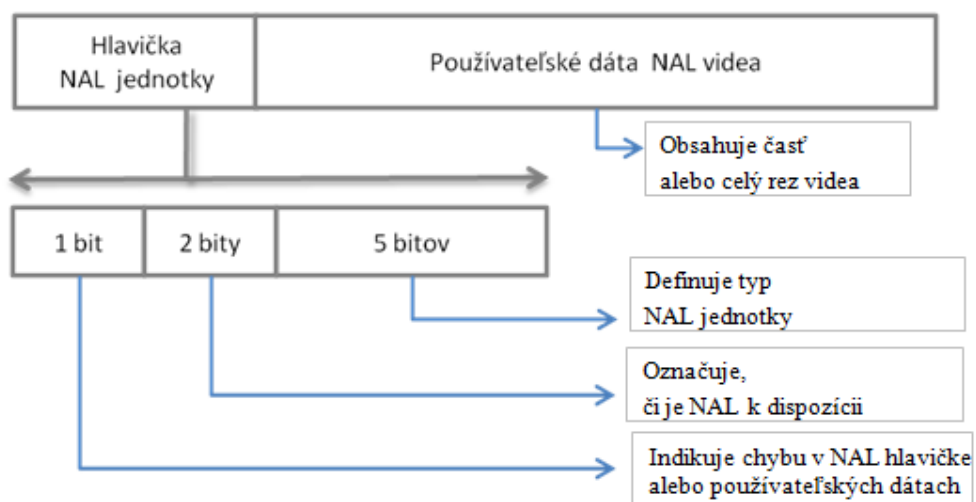 Hlavička
NAL jednotky
Používateľské dáta NAL videa
Obsahuje časť
alebo celý rez videa
1 bit
2 bity
5 bitov
Definuje typ
NAL jednotky
Označuje,
či je NAL k dispozícii
Indikuje chybu v NAL hlavičke
alebo používateľských dátach